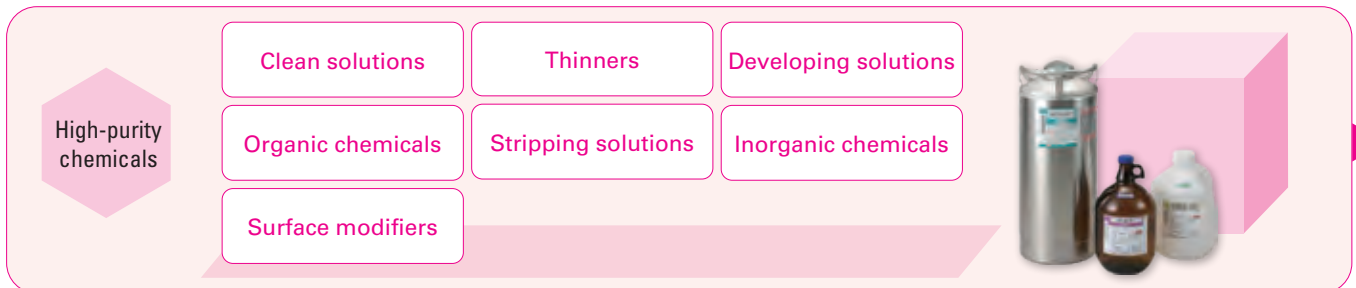 High-purity
chemicals
Clean solutions
Thinners
Developing solutions
Organic chemicals
Stripping solutions
Inorganic chemicals
Surface modifiers